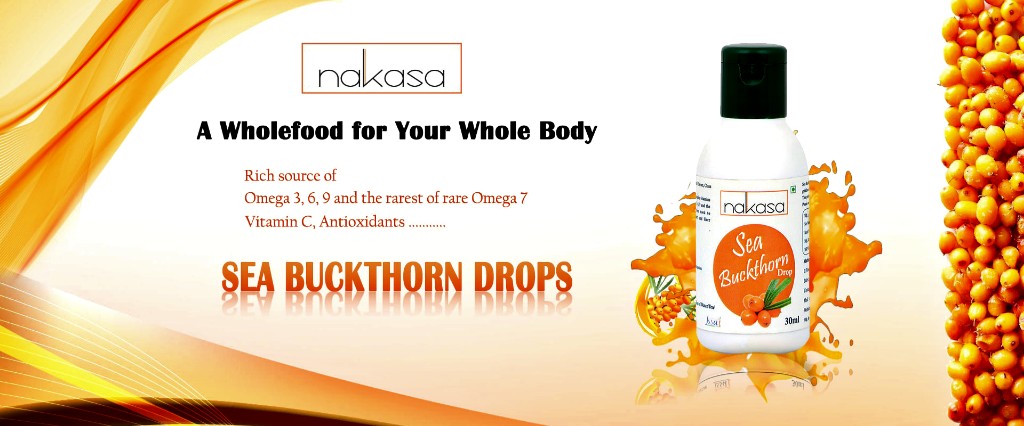 nakasa
A Wholefood for Your Whole Body
Rich source of
Omega 3, 6, 9 and the rarest of rare Omega 7
Vitamin C, Antioxidants ...........
SEA BUCKTHORN DROPS
nakasa
Sea
Buckthorn
Drop
fssai
30ml